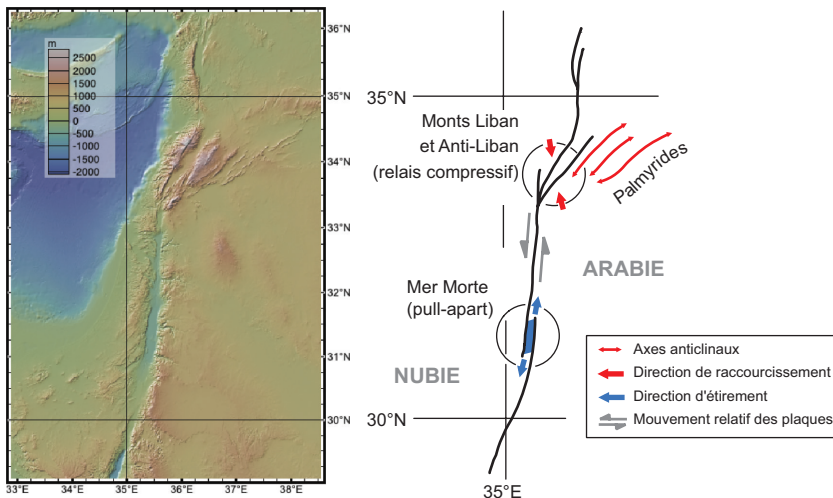 m
2500
2000
1500
1000
500
0
-500
-1000
-1500
-2000
36°N
35°N
34°N
33°N
32°N
31°N
30°N
33°E 34°E 35°E 36°E 37°E 38°E
35°N
Monts Liban
et Anti-Liban
(relais compressif)
Palmyrides
ARABIE
Mer Morte
(pull-apart)
NUBIE
30°N
35°E
Axes anticlinaux
Direction de raccourcissement
Direction d'étirement
Mouvement relatif des plaques